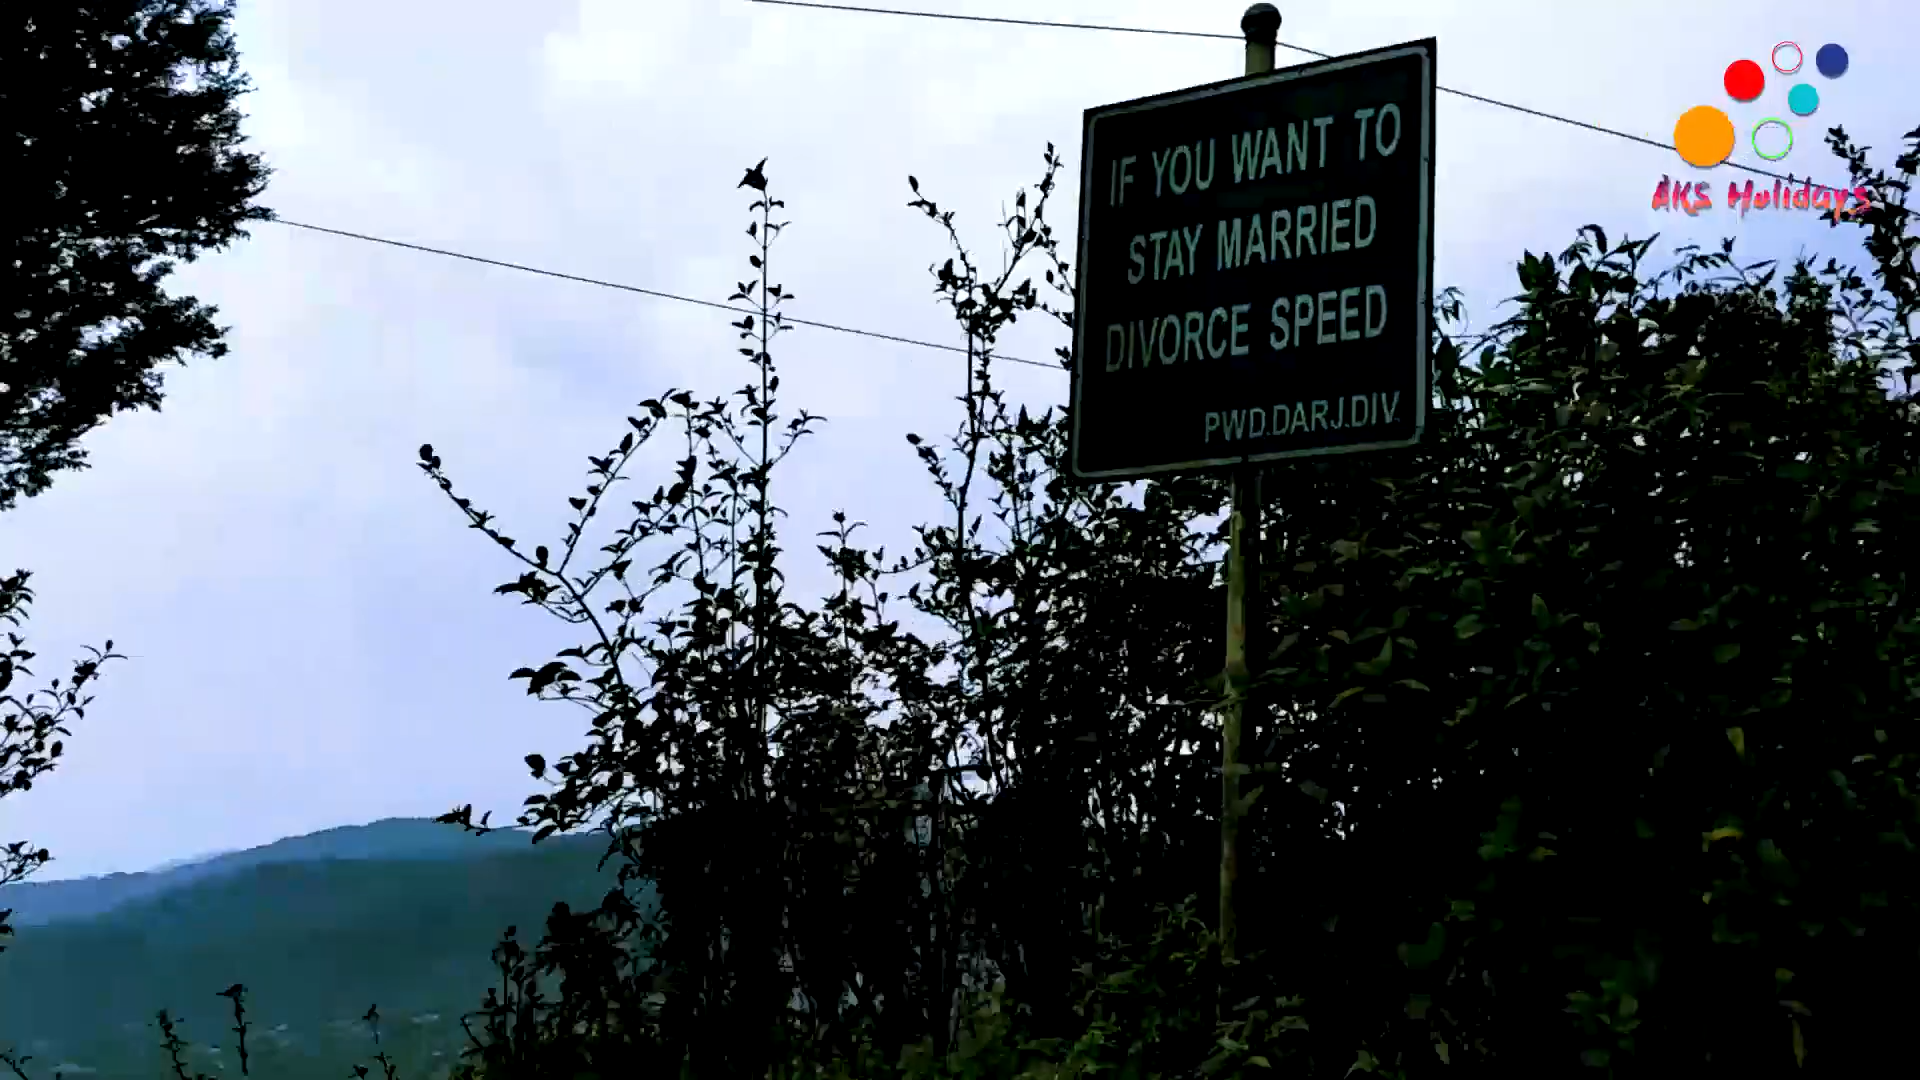 IF YOU WANT TO
STAY MARRIED
DIVORCE SPEED
PWD.DARJ.DIV.
AKS Holidays